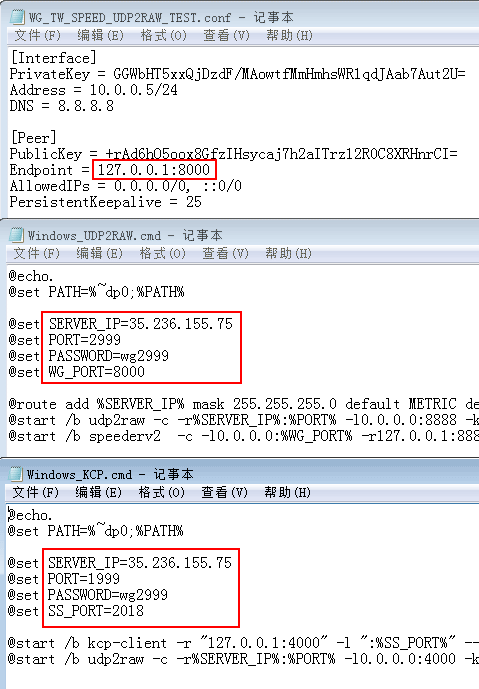 WG_TW_SPEED_UDP2RAW_TEST.conf - 记事本
文件(F) 编辑(E) 格式(O) 查看(V) 帮助(H)
[Interface]
PrivateKey = GGWbHT5xxQjDzdF/MAowtfMmHmhsWR1qdJAab7Aut2U=
Address = 10.0.0.5/24
DNS = 8.8.8.8
[Peer]
PublicKey = +rAd6hO5oox8GfzIHsycaj7h2aITrz12R0C8XRHnrCI=
Endpoint = 127.0.0.1:8000
AllowedIPs = 0.0.0.0/0, ::0/0
PersistentKeepalive = 25
Windows_UDP2RAW.cmd - 记事本
文件(F) 编辑(E) 格式(O) 查看(V) 帮助(H)
@echo.
@set PATH=%~dp0;%PATH%
@set SERVER_IP=35.236.155.75
@set PORT=2999
@set PASSWORD=wg2999
@set WG_PORT=8000
@route add %SERVER_IP% mask 255.255.255.0 default METRIC de
@start /b udp2raw -c -r%SERVER_IP%:%PORT% -l0.0.0.0:8888 -k
@start /b speederv2  -c -l0.0.0.0:%WG_PORT% -r127.0.0.1:888
Windows_KCP.cmd - 记事本
文件(F) 编辑(E) 格式(O) 查看(V) 帮助(H)
@echo.
@set PATH=%~dp0;%PATH%
@set SERVER_IP=35.236.155.75
@set PORT=1999
@set PASSWORD=wg2999
@set SS_PORT=2018
@start /b kcp-client -r "127.0.0.1:4000" -l ":%SS_PORT%" --
@start /b udp2raw -c -r%SERVER_IP%:%PORT% -l0.0.0.0:4000 -k